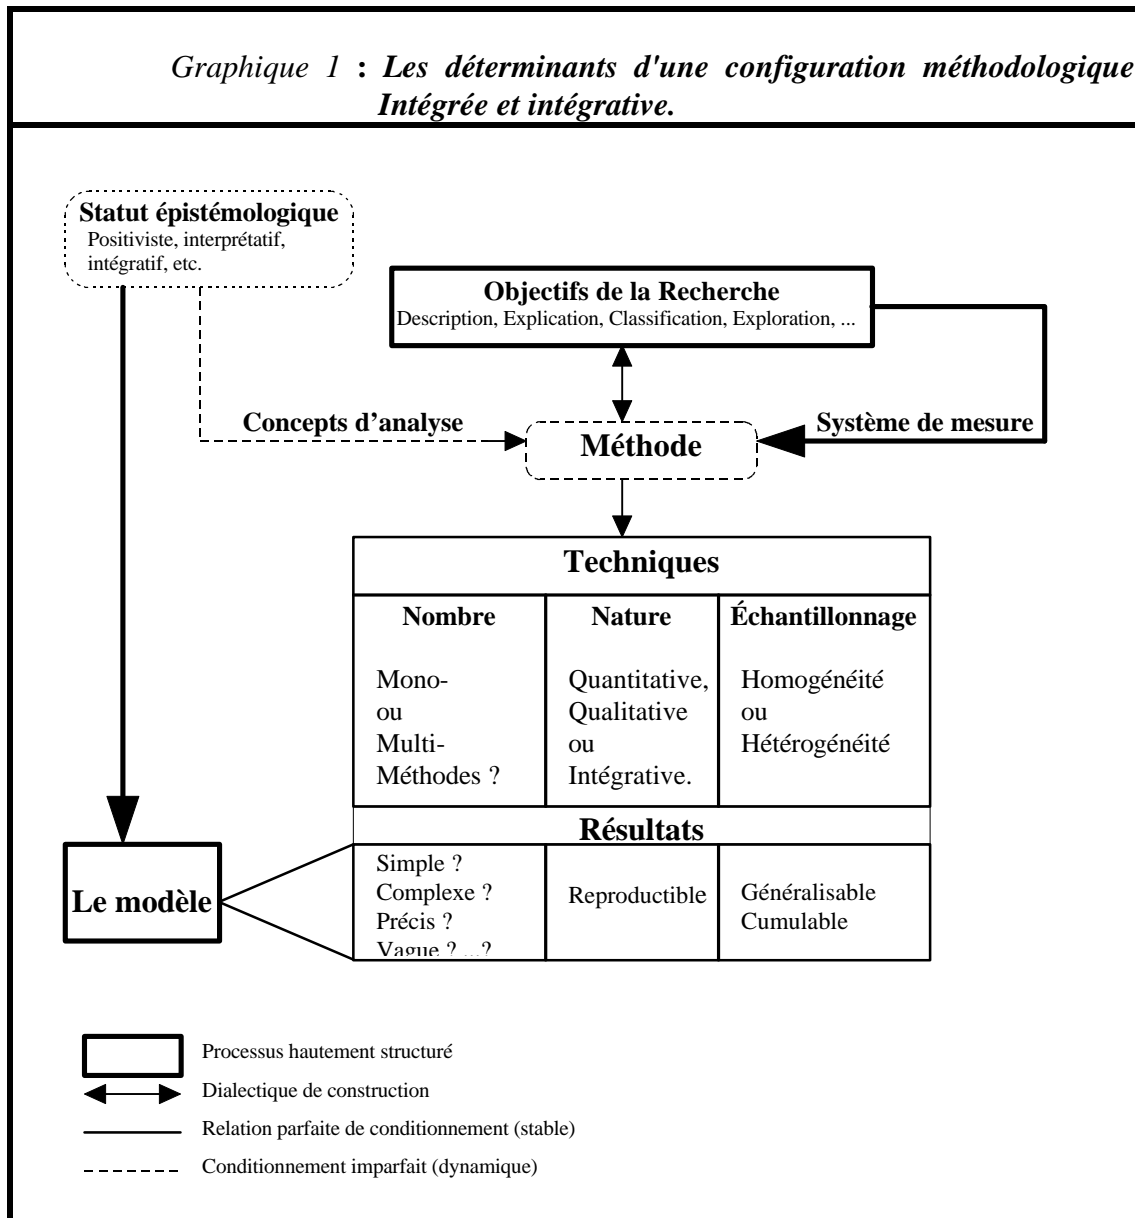 Graphique 1 : Les déterminants d'une configuration méthodologique
Intégrée et intégrative.
Statut épistémologique
Positiviste, interprétatif,
intégratif, etc.
Objectifs de la Recherche
Description, Explication, Classification, Exploration, ...
Concepts d’analyse
Système de mesure
Méthode
Techniques
Nombre
Mono-
ou
Multi-
Méthodes ?
Nature
Quantitative,
Qualitative
ou
Intégrative.
Échantillonnage
Homogénéité
ou
Hétérogénéité
Résultats
Le modèle
Simple ?
Complexe ?
Précis ?
Vague ? ...?
Reproductible
Généralisable
Cumulable
Processus hautement structuré
Dialectique de construction
Relation parfaite de conditionnement (stable)
Conditionnement imparfait (dynamique)